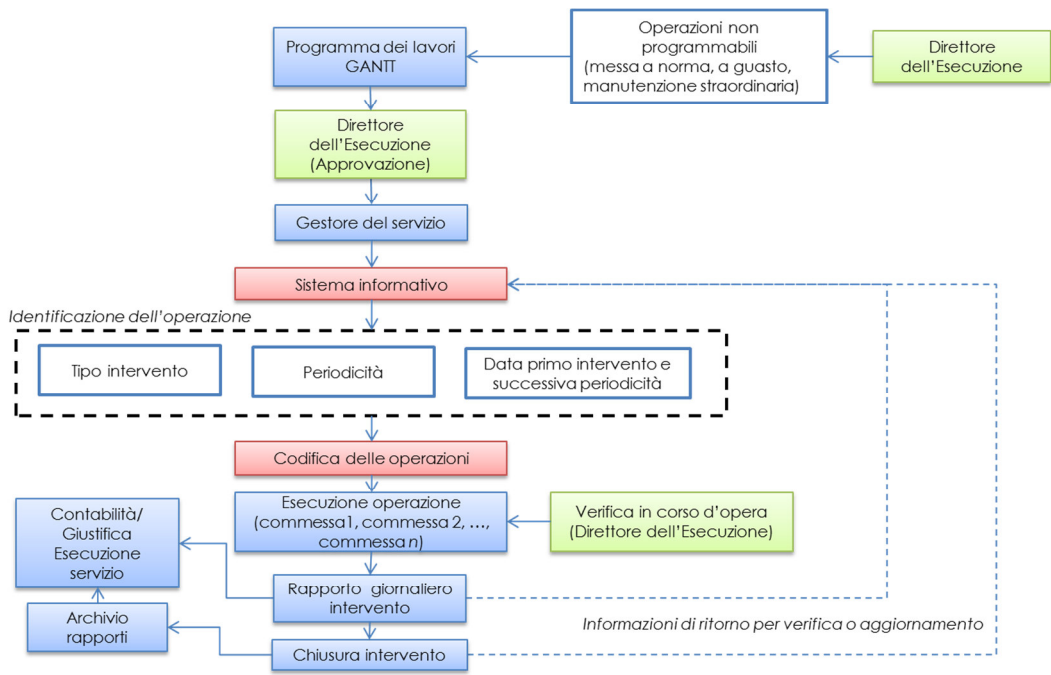 Programma dei lavori
GANTT
Operazioni non
programmabili
(messa a norma, a guasto,
manutenzione straordinaria)
Direttore
dell'Esecuzione
Direttore
dell'Esecuzione
(Approvazione)
Gestore del servizio
Sistema informativo
Identificazione dell'operazione
Tipo intervento
Periodicità
Data primo intervento e
successiva periodicità
Codifica delle operazioni
Esecuzione operazione
(commessa1, commessa 2, …,
commessa n)
Verifica in corso d'opera
(Direttore dell'Esecuzione)
Contabilità/
Giustifica
Esecuzione
servizio
Rapporto giornaliero
intervento
Archivio
rapporti
Informazioni di ritorno per verifica o aggiornamento
Chiusura intervento